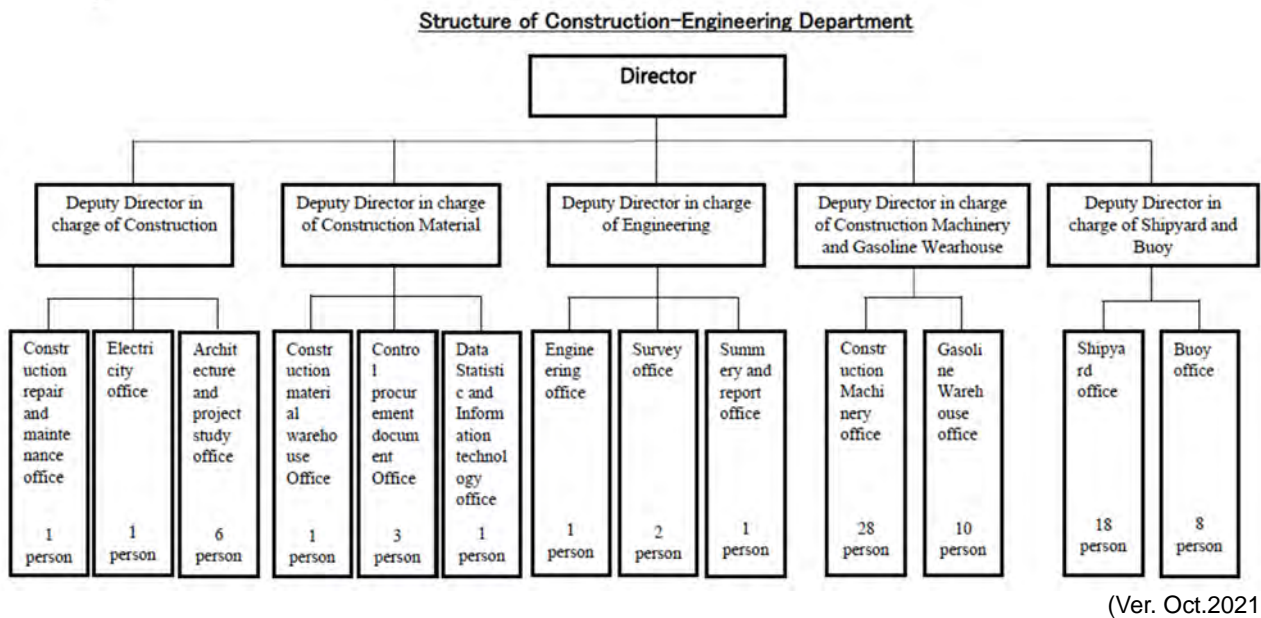 Structure of Construction-Engineering Department
Director
Deputy Director in
charge of Construction
Deputy Director in charge
of Construction Material
Deputy Director in charge
of Engineering
Deputy Director in charge
of Construction Machinery
and Gasoline Wearhouse
Deputy Director in
charge of Shipyard and
Buoy
Constr
uction
repair
and
mainte
nance
office
1
person
Electri
city
office
1
person
Archit
ecture
and
project
study
office
6
person
Constr
uction
materi
al
wareho
use
Office
1
person
Contro
l
procur
ement
docum
ent
Office
3
person
Data
Statisti
c and
Inform
ation
technol
ogy
office
1
person
Engine
ering
office
1
person
Survey
office
2
person
Summ
ery and
report
office
1
person
Constr
uction
Machi
nery
office
28
person
Gasoli
ne
Wareh
ouse
office
10
person
Shipya
rd
office
18
person
Buoy
office
8
person
(Ver. Oct.2021